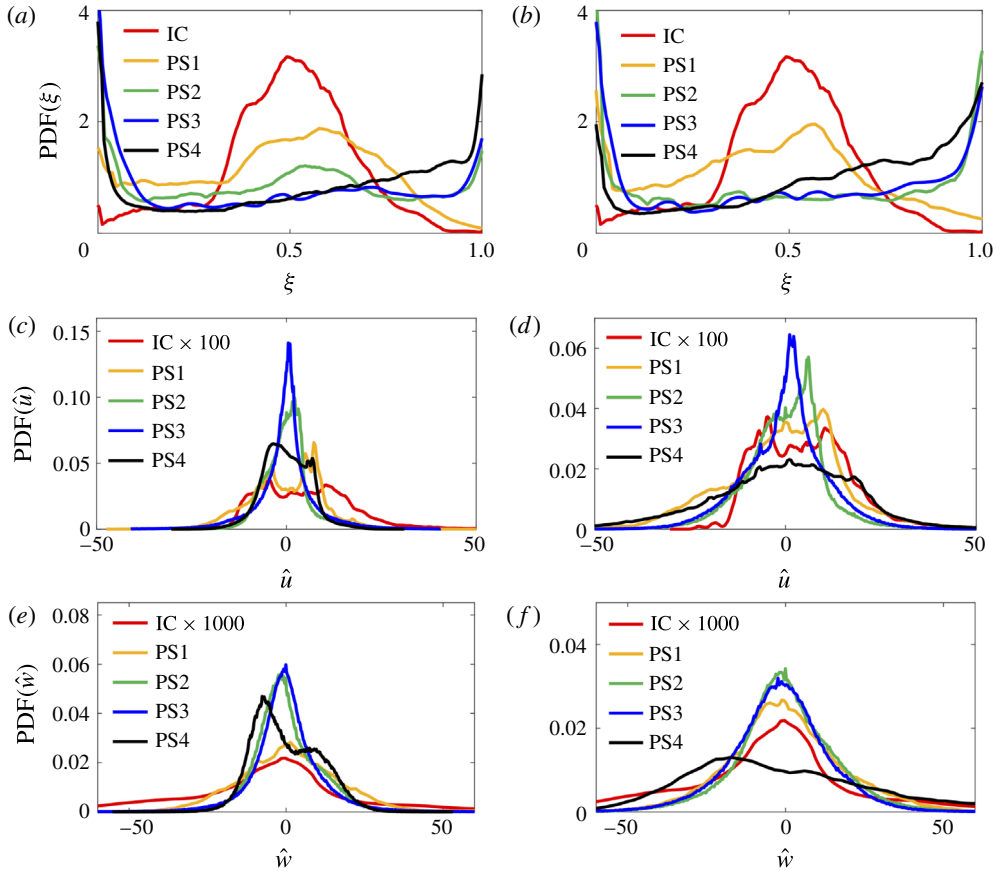 (a)
4
2
0
PDF(ξ)
IC
PS1
PS2
PS3
PS4
0
0.5
1.0
ξ
(b)
4
2
0
IC
PS1
PS2
PS3
PS4
0
0.5
1.0
ξ
(c)
0.15
0.10
0.05
0
PDF(û)
IC × 100
PS1
PS2
PS3
PS4
−50
0
50
û
(d)
0.06
0.04
0.02
0
IC × 100
PS1
PS2
PS3
PS4
−50
0
50
û
(e)
0.08
0.06
0.04
0.02
0
PDF(ŵ)
IC × 1000
PS1
PS2
PS3
PS4
−50
0
50
ŵ
(f)
0.04
0.02
0
IC × 1000
PS1
PS2
PS3
PS4
−50
0
50
ŵ